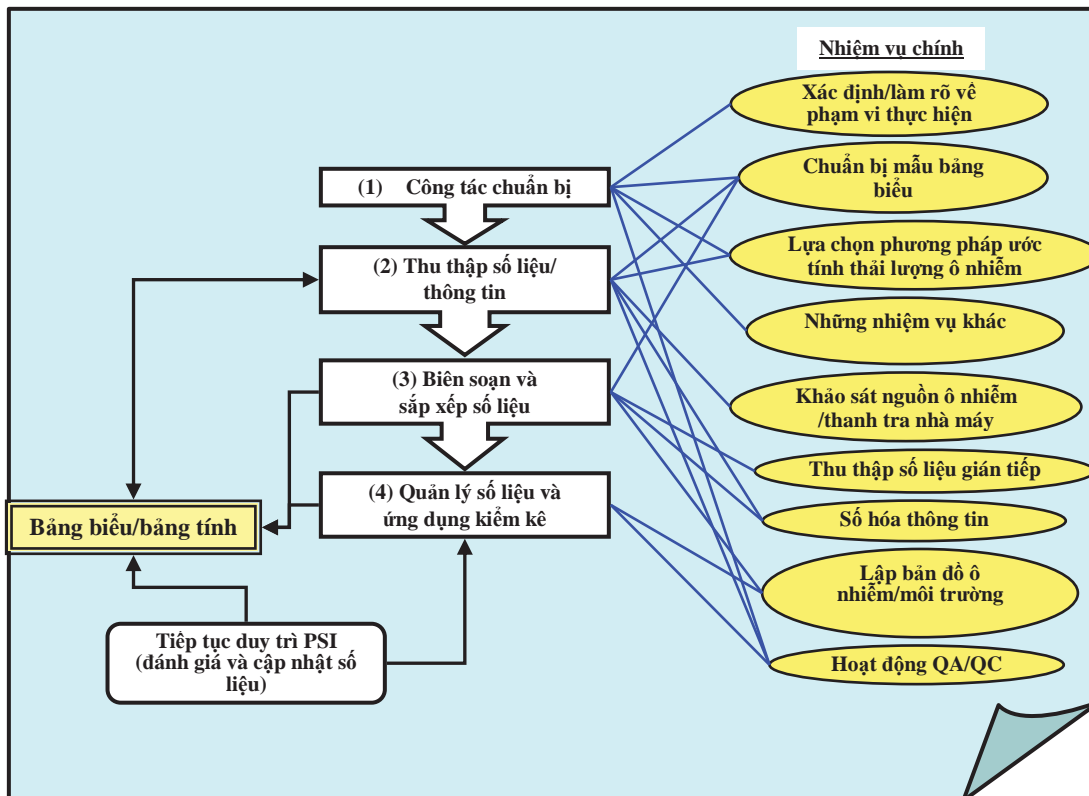 Nhiệm vụ chính
Xác định/làm rõ về
phạm vi thực hiện
Chuẩn bị mẫu bảng
biểu
Lựa chọn phương pháp ước
tính thải lượng ô nhiễm
Những nhiệm vụ khác
Khảo sát nguồn ô nhiễm
/thanh tra nhà máy
Thu thập số liệu gián tiếp
Số hóa thông tin
Lập bản đồ ô
nhiễm/môi trường
Hoạt động QA/QC
(1) Công tác chuẩn bị
(2) Thu thập số liệu/
thông tin
(3) Biên soạn và
sắp xếp số liệu
(4) Quản lý số liệu và
ứng dụng kiểm kê
Bảng biểu/bảng tính
Tiếp tục duy trì PSI
(đánh giá và cập nhật số
liệu)